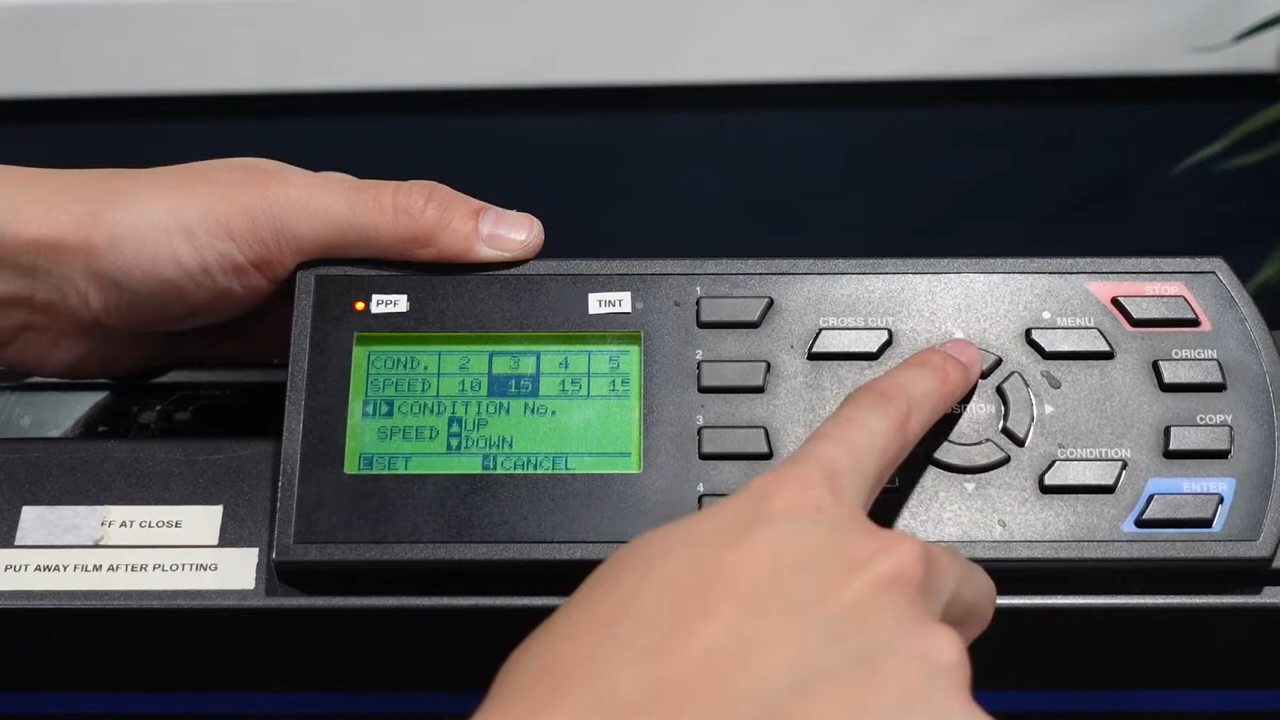 PPF
TINT
COND. 2 3 4 5
SPEED 10 15 15 15
CONDITION No.
SPEED
UP
DOWN
E SET 4 CANCEL
1
2
3
4
CROSS CUT
MENU
STOP
ORIGIN
COPY
CONDITION
ENTER
FF AT CLOSE
PUT AWAY FILM AFTER PLOTTING